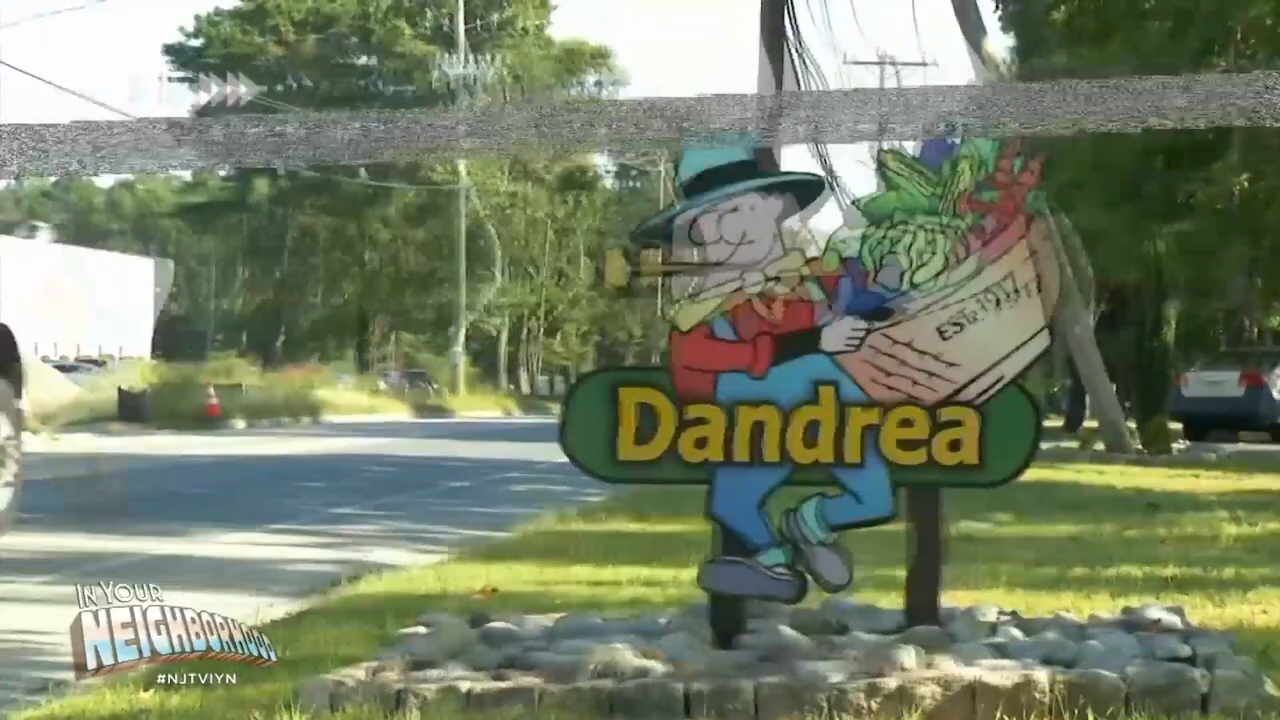 EST. 1917
Dandrea
IN YOUR
NEIGHBORHOOD
#NJTVIYN